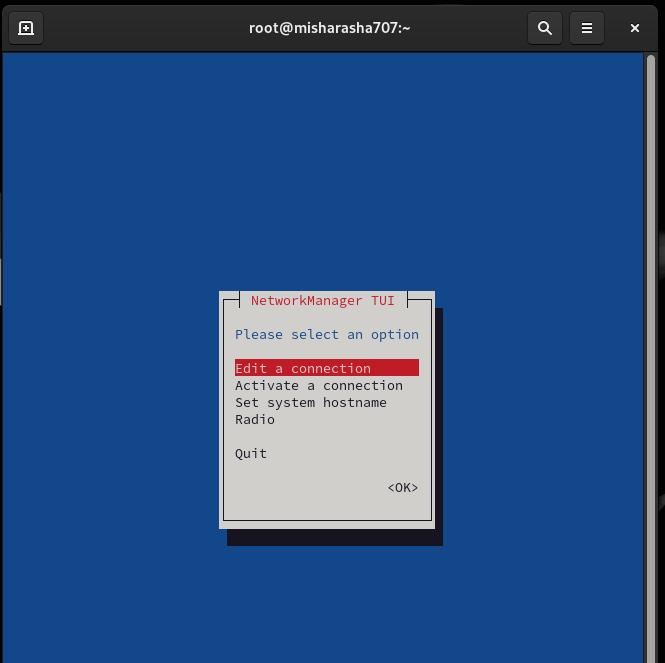 root@misharasha707:~
NetworkManager TUI
Please select an option
Edit a connection
Activate a connection
Set system hostname
Radio
Quit
<OK>